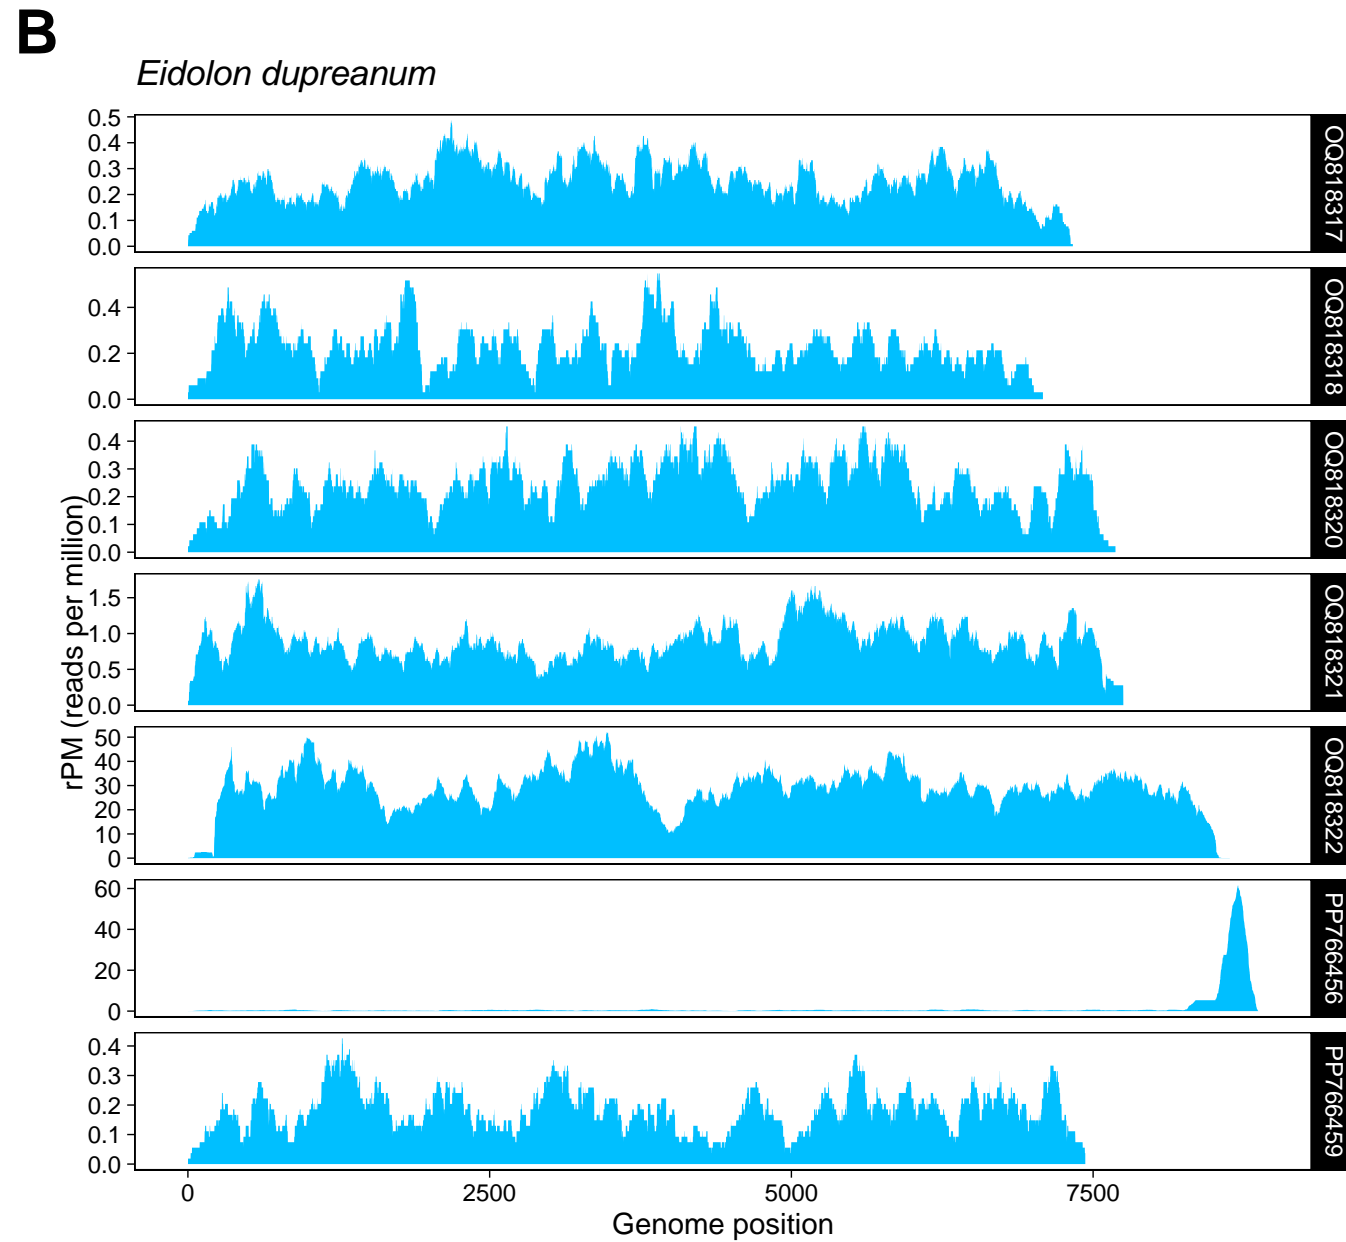 B
Eidolon dupreanum
rPM (reads per million)
0.5
0.4
0.3
0.2
0.1
0.0
OQ818317
0.4
0.2
0.0
OQ818318
0.4
0.3
0.2
0.1
0.0
OQ818320
1.5
1.0
0.5
0.0
OQ818321
50
40
30
20
10
0
OQ818322
60
40
20
0
PP766456
0.4
0.3
0.2
0.1
0.0
PP766459
0 2500 5000 7500
Genome position